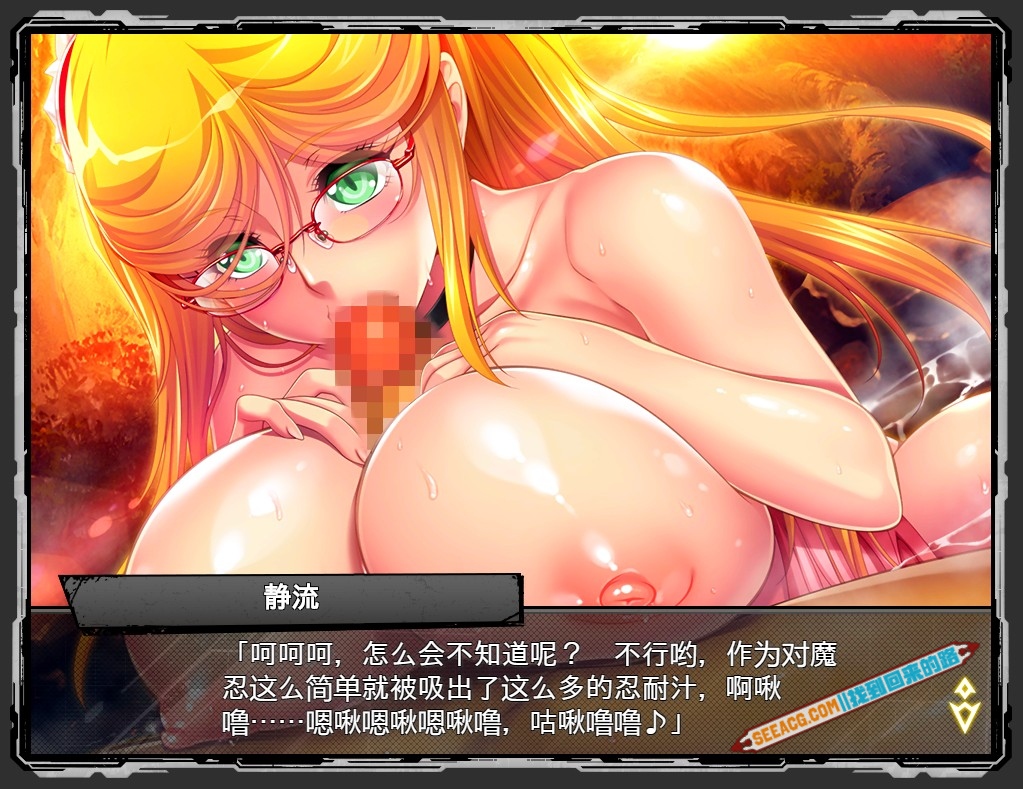 静流
「呵呵呵，怎么会不知道呢？　不行哟，作为对魔
忍这么简单就被吸出了这么多的忍耐汁，啊啾
噜……嗯啾嗯啾嗯啾噜，咕啾噜噜♪」
SEEACG.COM||找到回来的路